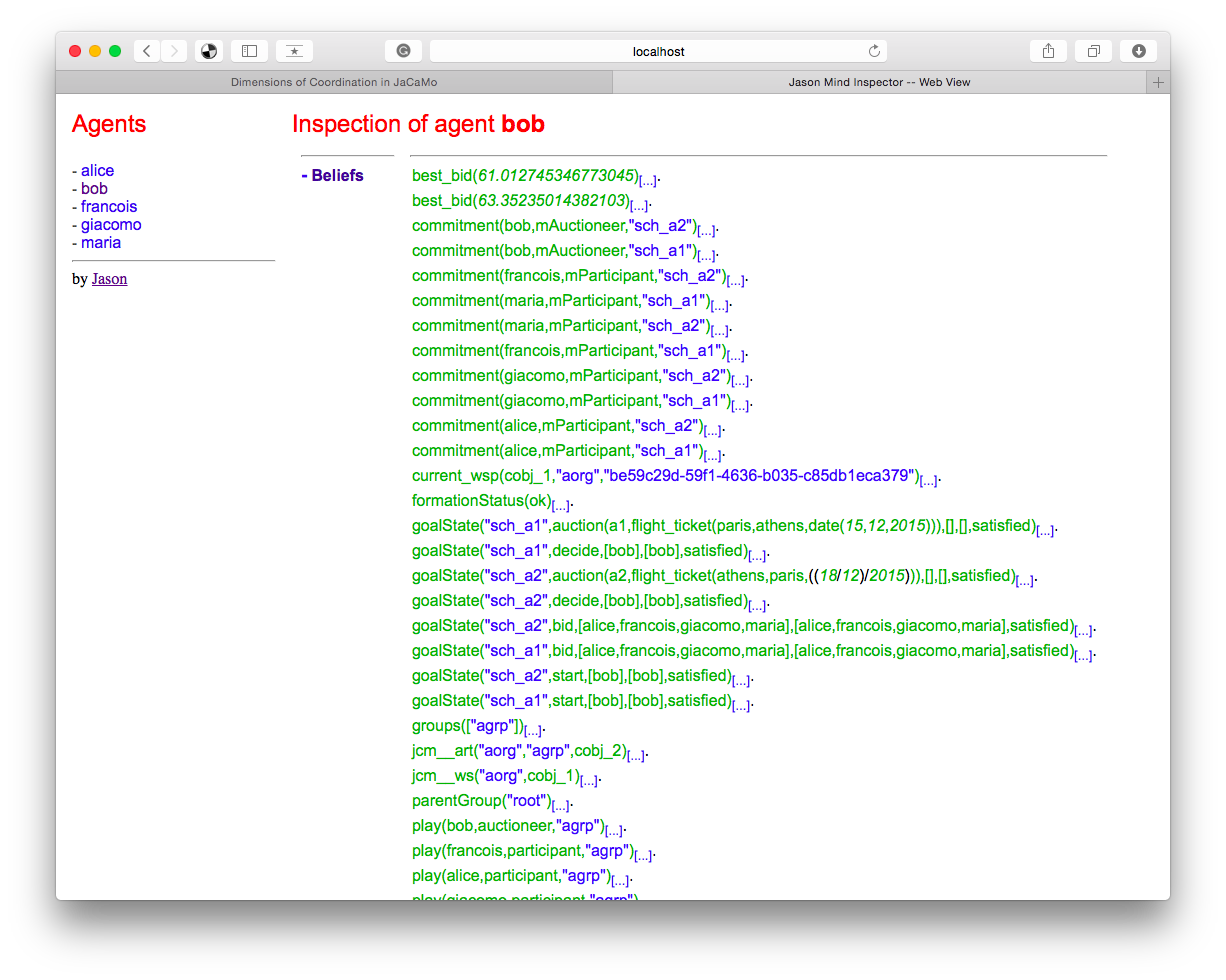 localhost
Dimensions of Coordination in JaCaMo
Jason Mind Inspector -- Web View
Agents
- alice
- bob
- francois
- giacomo
- maria
by Jason
Inspection of agent bob
- Beliefs
best_bid(61.012745346773045)[...].
best_bid(63.35235014382103)[...].
commitment(bob,mAuctioneer,"sch_a2")[...].
commitment(bob,mAuctioneer,"sch_a1")[...].
commitment(francois,mParticipant,"sch_a2")[...].
commitment(maria,mParticipant,"sch_a1")[...].
commitment(maria,mParticipant,"sch_a2")[...].
commitment(francois,mParticipant,"sch_a1")[...].
commitment(giacomo,mParticipant,"sch_a2")[...].
commitment(giacomo,mParticipant,"sch_a1")[...].
commitment(alice,mParticipant,"sch_a2")[...].
commitment(alice,mParticipant,"sch_a1")[...].
current_wsp(cobj_1,"aorg","be59c29d-59f1-4636-b035-c85db1eca379")[...].
formationStatus(ok)[...].
goalState("sch_a1",auction(a1,flight_ticket(paris,athens,date(15,12,2015))),[],[],satisfied)[...].
goalState("sch_a1",decide,[bob],[bob],satisfied)[...].
goalState("sch_a2",auction(a2,flight_ticket(athens,paris,((18/12)/2015))),[],[],satisfied)[...].
goalState("sch_a2",decide,[bob],[bob],satisfied)[...].
goalState("sch_a2",bid,[alice,francois,giacomo,maria],[alice,francois,giacomo,maria],satisfied)[...].
goalState("sch_a1",bid,[alice,francois,giacomo,maria],[alice,francois,giacomo,maria],satisfied)[...].
goalState("sch_a2",start,[bob],[bob],satisfied)[...].
goalState("sch_a1",start,[bob],[bob],satisfied)[...].
groups(["agrp"])[...].
jcm__art("aorg","agrp",cobj_2)[...].
jcm__ws("aorg",cobj_1)[...].
parentGroup("root")[...].
play(bob,auctioneer,"agrp")[...].
play(francois,participant,"agrp")[...].
play(alice,participant,"agrp")[...].
play(giacomo,participant,"agrp")